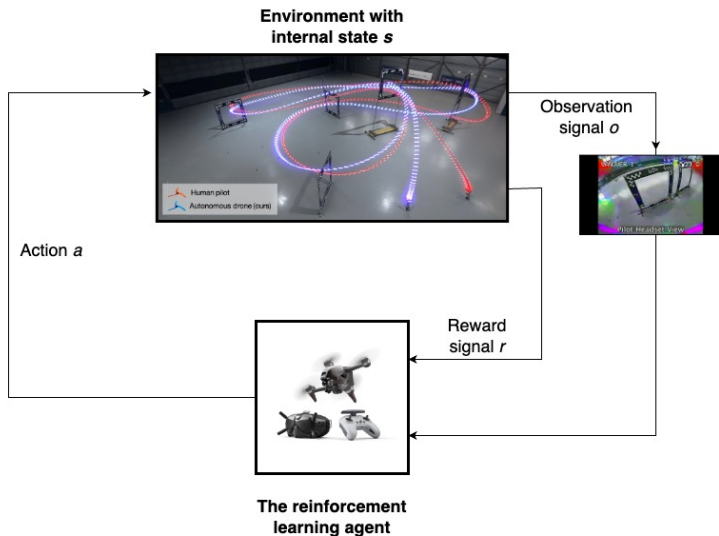 Environment with
internal state s
Observation
signal o
Human pilot
Autonomous drone (ours)
Pilot Headset View
Action a
Reward
signal r
The reinforcement
learning agent